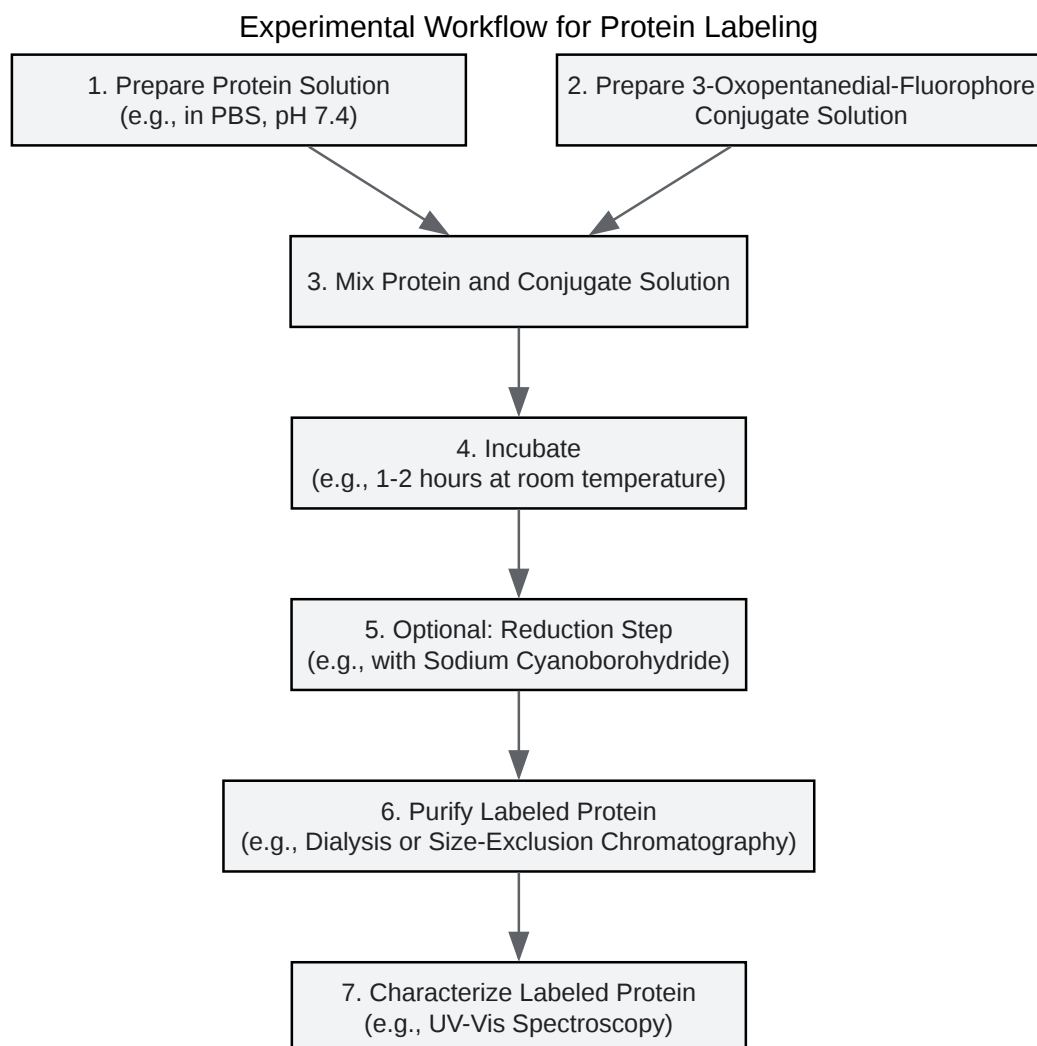 Experimental Workflow for Protein Labeling
1. Prepare Protein Solution
(e.g., in PBS, pH 7.4)
2. Prepare 3-Oxopentanedial-Fluorophore
Conjugate Solution
3. Mix Protein and Conjugate Solution
4. Incubate
(e.g., 1-2 hours at room temperature)
5. Optional: Reduction Step
(e.g., with Sodium Cyanoborohydride)
6. Purify Labeled Protein
(e.g., Dialysis or Size-Exclusion Chromatography)
7. Characterize Labeled Protein
(e.g., UV-Vis Spectroscopy)